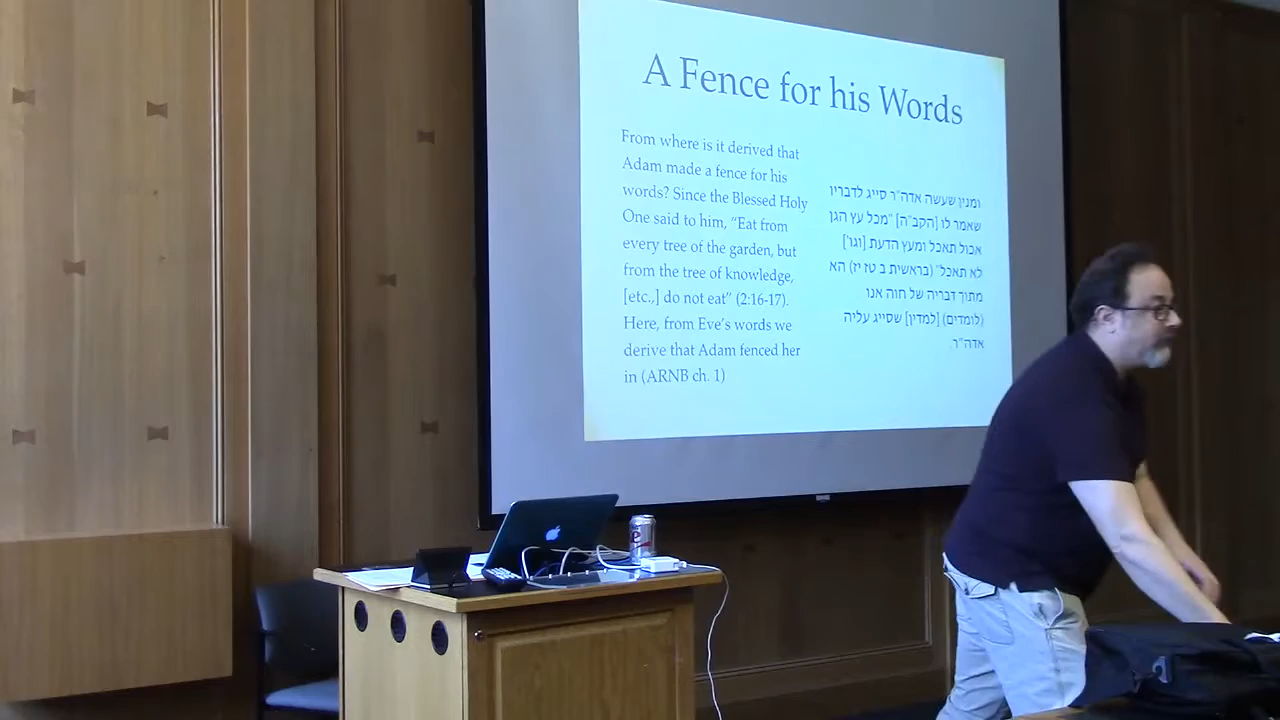 A Fence for his Words
From where is it derived that
Adam made a fence for his
words? Since the Blessed Holy
One said to him, “Eat from
every tree of the garden, but
from the tree of knowledge,
[etc.,] do not eat” (2:16-17).
Here, from Eve’s words we
derive that Adam fenced her
in (ARNB ch. 1)
ומנין שעשה אדה"ר סייג לדבריו
שאמר לו [הקב"ה] "מכל עץ הגן
אכול תאכל ומעץ הדעת [וגו']
לא תאכל" (בראשית ב טז יז) הא
מתוך דבריה של חוה אנו
(לומדים) [למדין] שסייג עליה
אדה"ר.